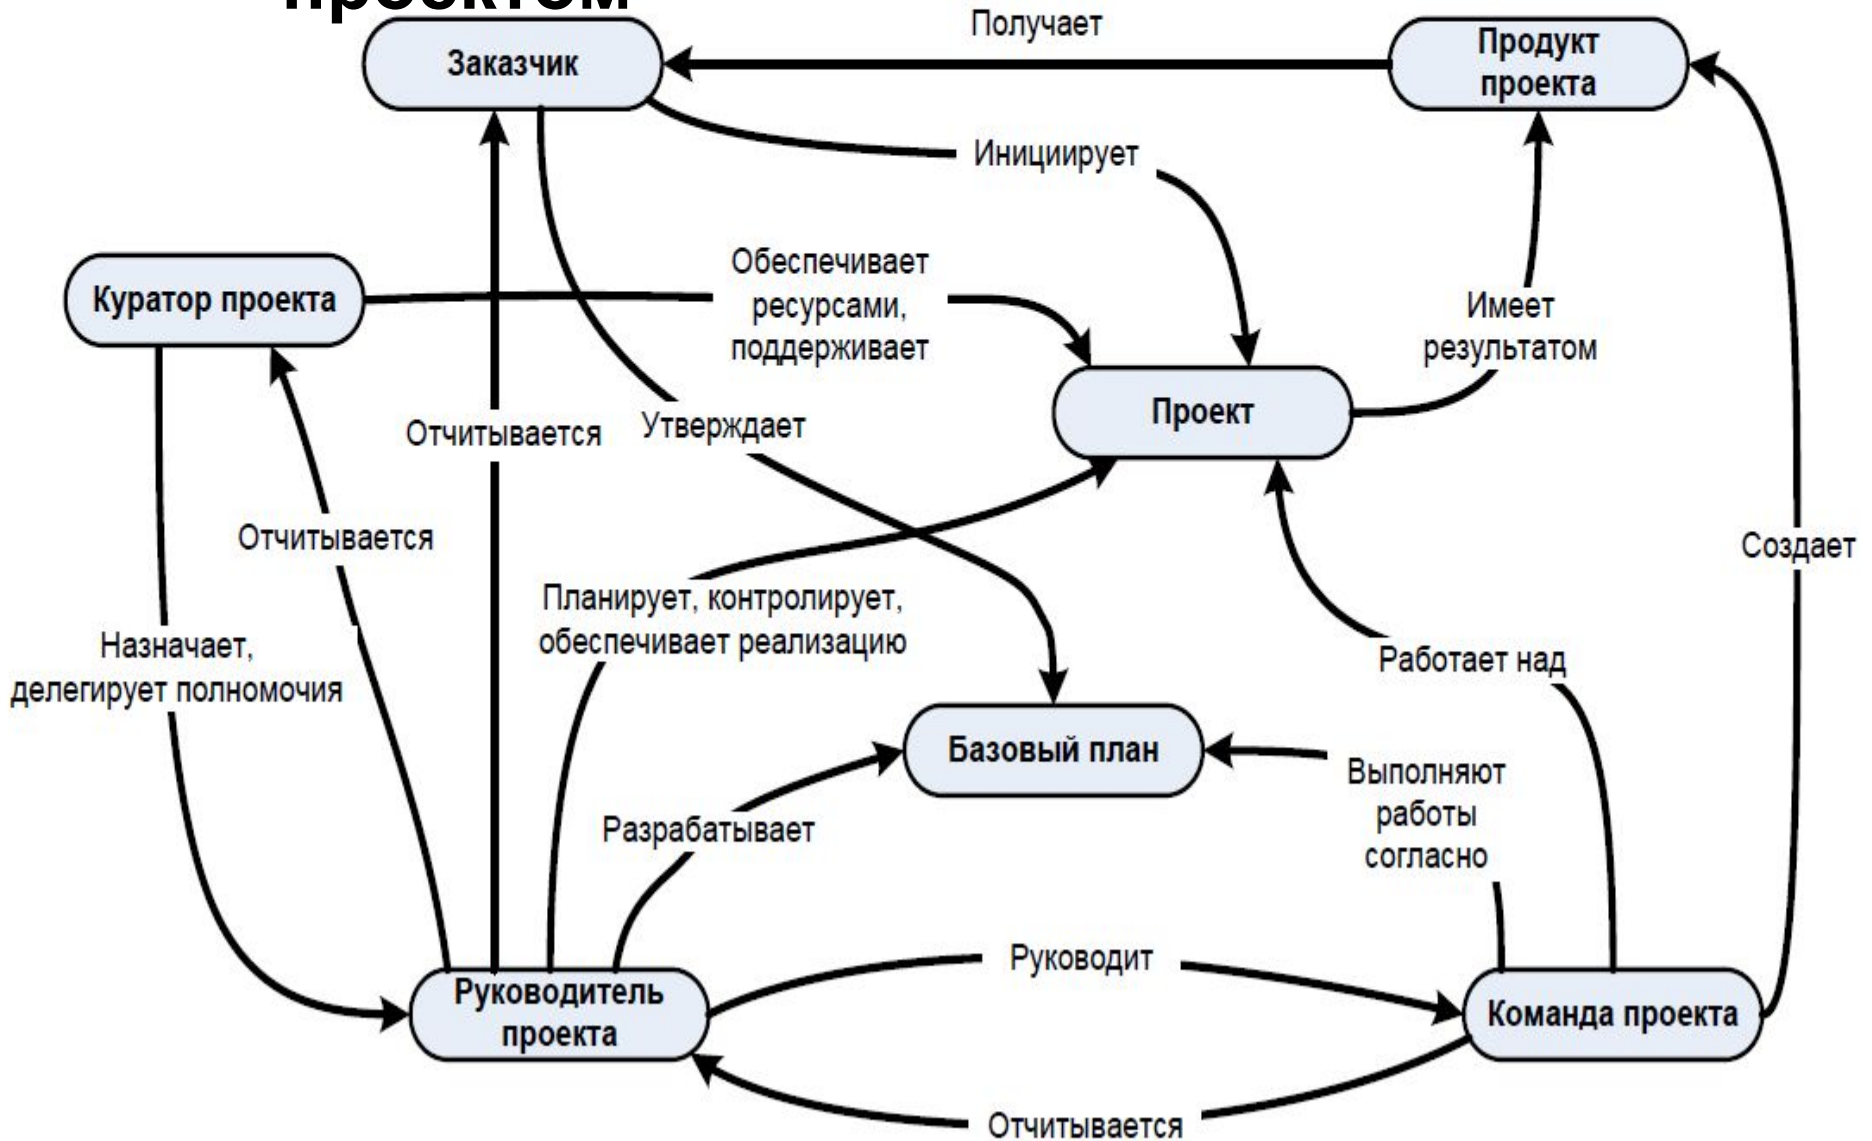 проектом
Получает
Заказчик
Продукт
проекта
Инициирует
Куратор проекта
Обеспечивает
ресурсами,
поддерживает
Имеет
результатом
Проект
Отчитывается
Утверждает
Отчитывается
Создает
Планирует, контролирует,
обеспечивает реализацию
Назначает,
делегирует полномочия
Работает над
Базовый план
Выполняют
работы
согласно
Разрабатывает
Руководит
Руководитель
проекта
Команда проекта
Отчитывается